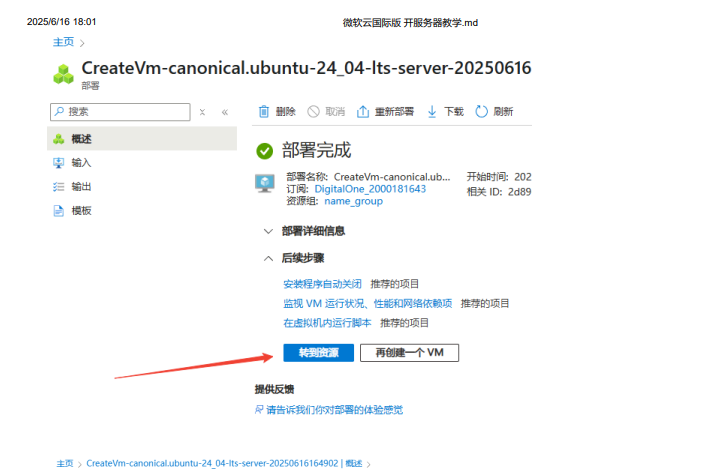 2025/6/16 18:01
微软云国际版 开服务器教学.md
主页 >
CreateVm-canonical.ubuntu-24_04-lts-server-20250616
部署
搜索
删除 取消 重新部署 下载 刷新
概述
输入
输出
模板
部署完成
部署名称: CreateVm-canonical.ub...
开始时间: 202
订阅: DigitalOne_2000181643
相关 ID: 2d89
资源组: name_group
部署详细信息
后续步骤
安装程序自动关闭 推荐的项目
监视 VM 运行状况、性能和网络依赖项 推荐的项目
在虚拟机内运行脚本 推荐的项目
转到资源 再创建一个 VM
提供反馈
请告诉我们你对部署的体验感觉
主页 > CreateVm-canonical.ubuntu-24_04-lts-server-20250616164902 | 概述 >